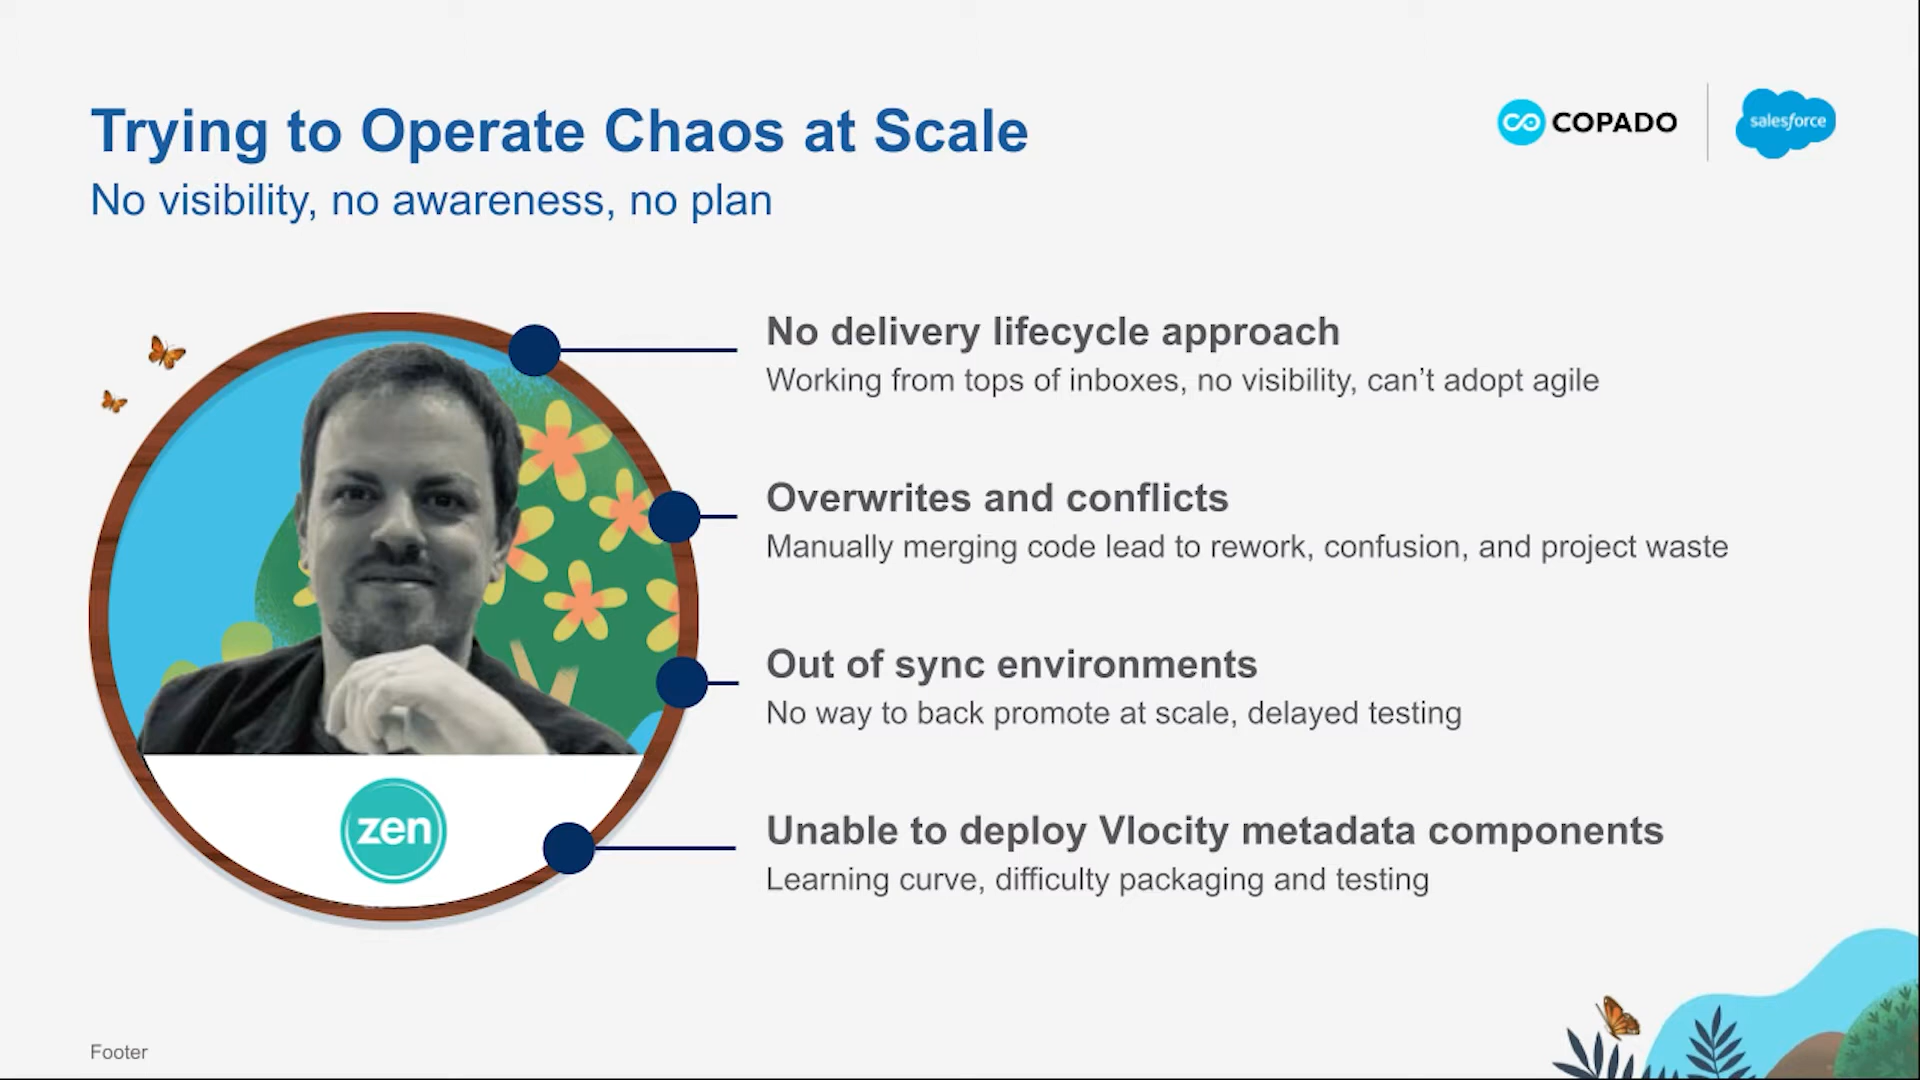 Trying to Operate Chaos at Scale
No visibility, no awareness, no plan
COPADO
salesforce
No delivery lifecycle approach
Working from tops of inboxes, no visibility, can’t adopt agile
Overwrites and conflicts
Manually merging code lead to rework, confusion, and project waste
Out of sync environments
No way to back promote at scale, delayed testing
zen
Unable to deploy Vlocity metadata components
Learning curve, difficulty packaging and testing
Footer